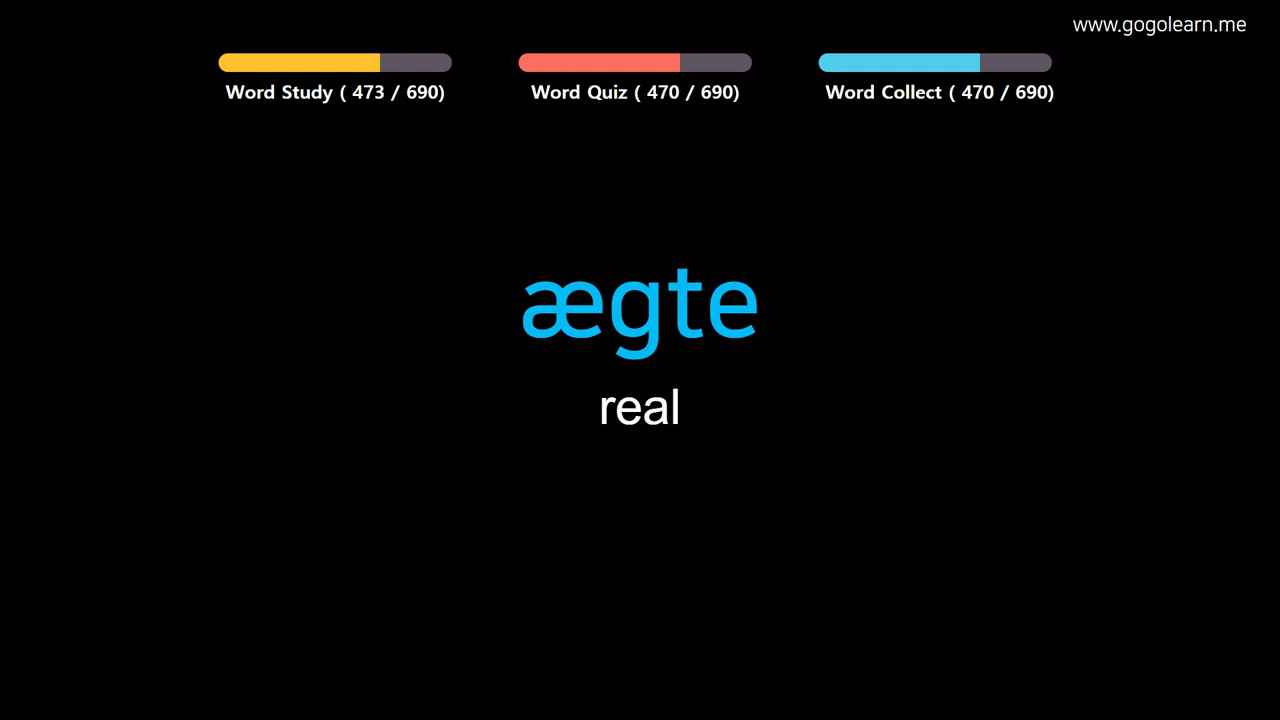 www.gogolearn.me
Word Study ( 473 / 690)
Word Quiz ( 470 / 690)
Word Collect ( 470 / 690)
ægte
real